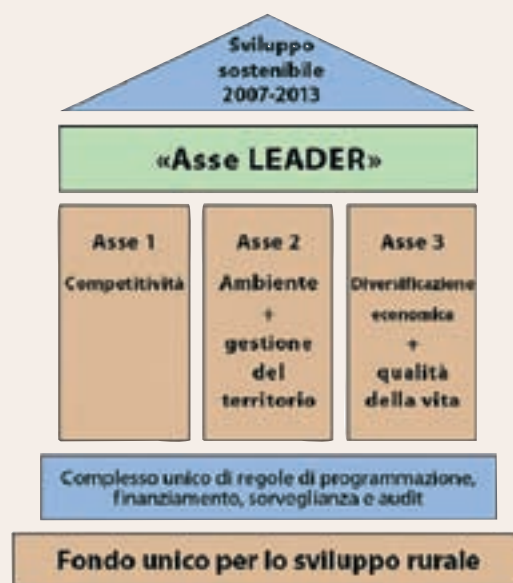 Sviluppo
sostenibile
2007-2013
«Asse LEADER»
Asse 1
Competitività
Asse 2
Ambiente
+
gestione
del
territorio
Asse 3
Diversificazione
economica
+
qualità
della vita
Complesso unico di regole di programmazione,
finanziamento, sorveglianza e audit
Fondo unico per lo sviluppo rurale